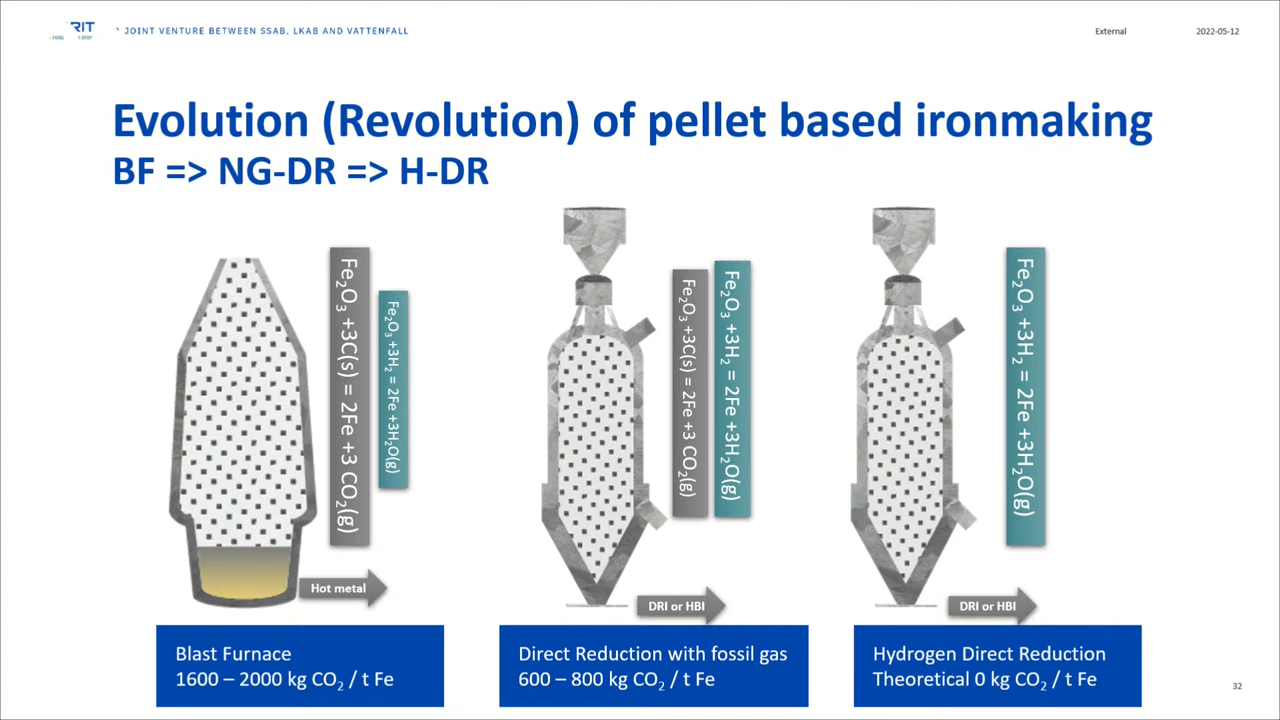 RIT
FOSS
T STEEL
A JOINT VENTURE BETWEEN SSAB, LKAB AND VATTENFALL
External
2022-05-12
Evolution (Revolution) of pellet based ironmaking
BF => NG-DR => H-DR
Fe₂O₃ +3C(s) = 2Fe +3 CO₂(g)
Fe₂O₃ +3H₂ = 2Fe +3H₂O(g)
Hot metal
Blast Furnace
1600 – 2000 kg CO₂ / t Fe
Fe₂O₃ +3C(s) = 2Fe +3 CO₂(g)
Fe₂O₃ +3H₂ = 2Fe +3H₂O(g)
DRI or HBI
Direct Reduction with fossil gas
600 – 800 kg CO₂ / t Fe
Fe₂O₃ +3H₂ = 2Fe +3H₂O(g)
DRI or HBI
Hydrogen Direct Reduction
Theoretical 0 kg CO₂ / t Fe
32